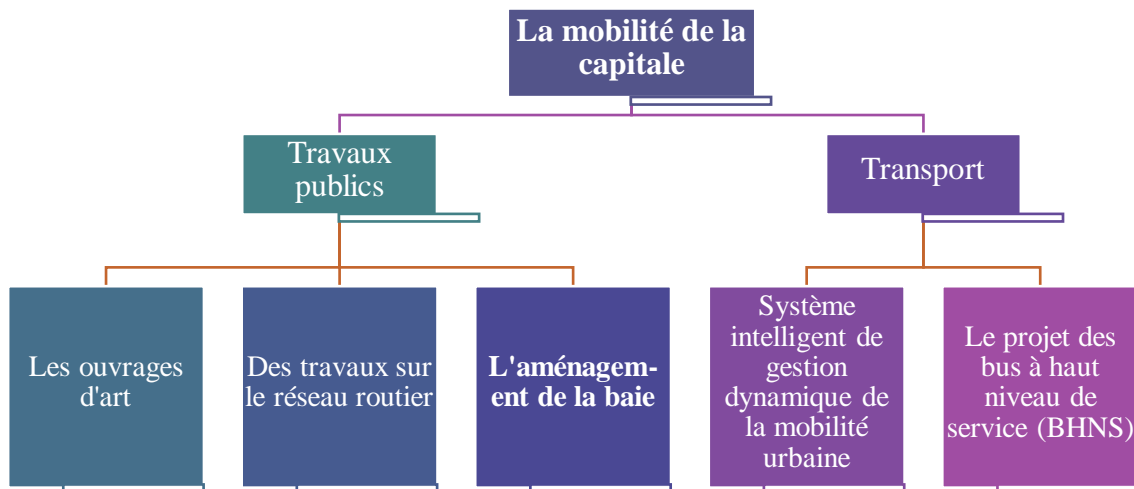 La mobilité de la
capitale
Travaux
publics
Transport
Les ouvrages
d'art
Des travaux sur
le réseau routier
L'aménagem-
ent de la baie
Système
intelligent de
gestion
dynamique de
la mobilité
urbaine
Le projet des
bus à haut
niveau de
service (BHNS)